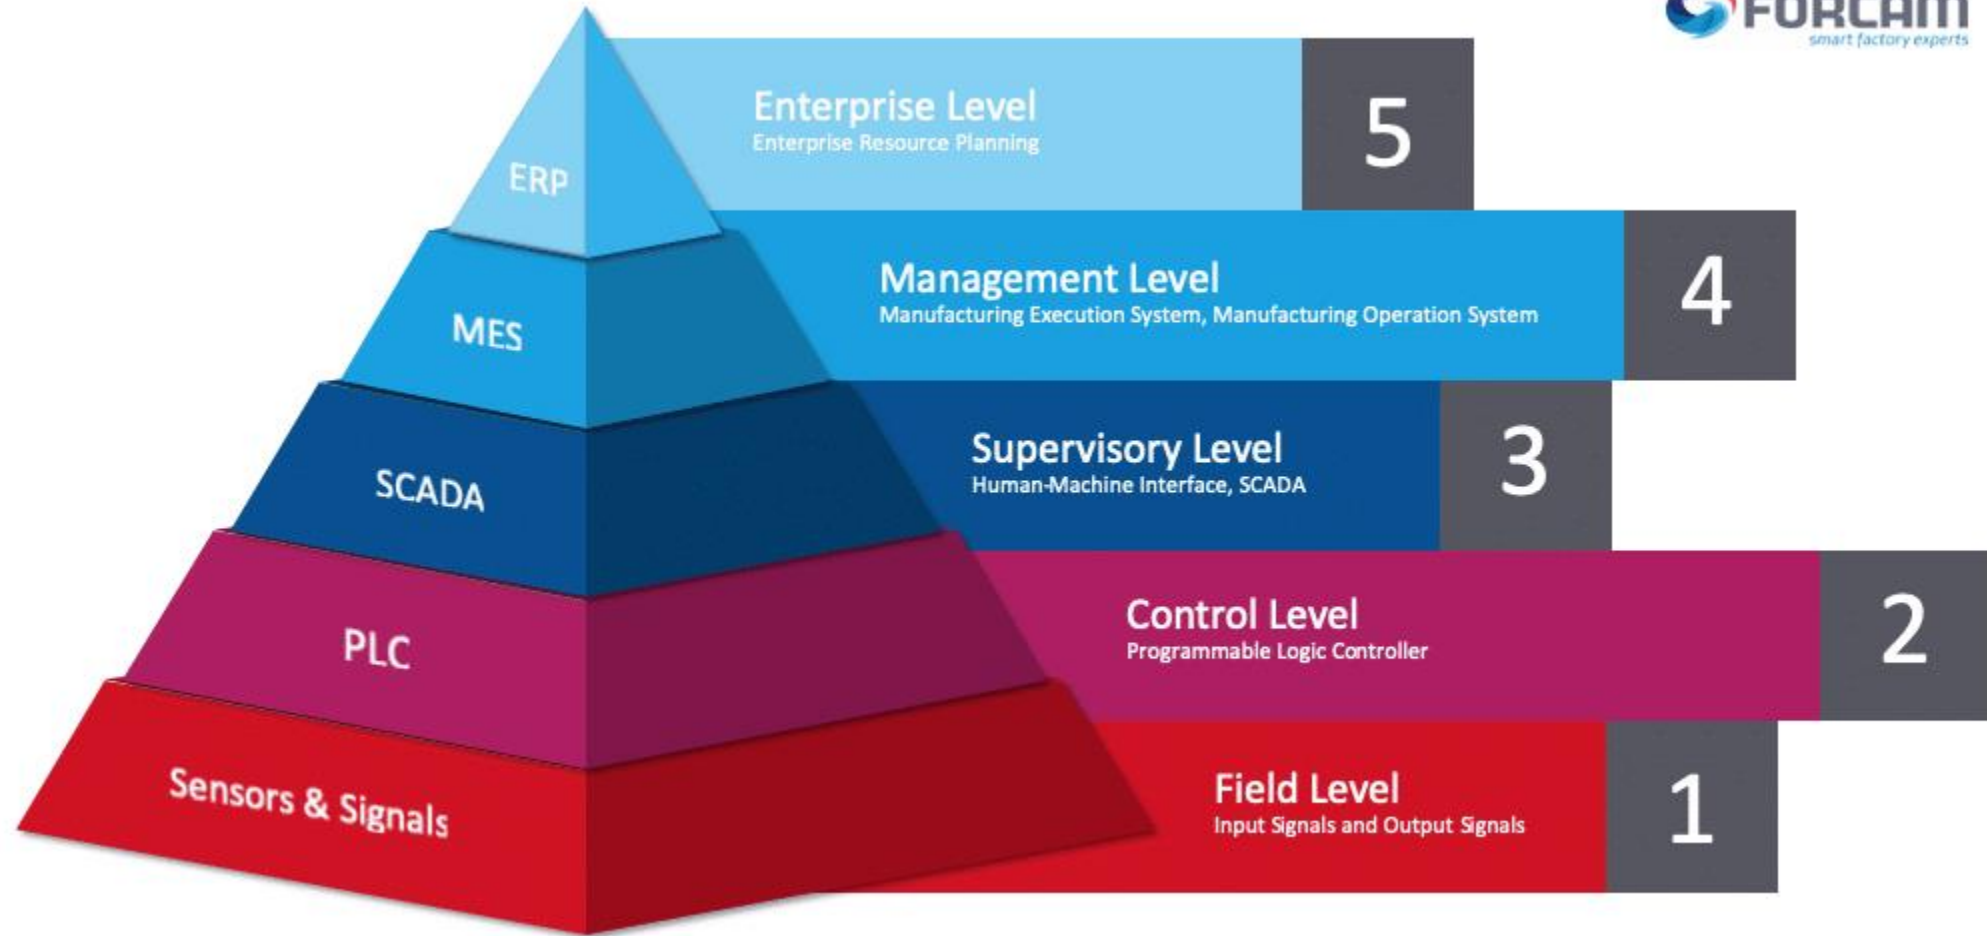 FORCAM
smart factory experts
ERP
Enterprise Level
Enterprise Resource Planning
5
MES
Management Level
Manufacturing Execution System, Manufacturing Operation System
4
SCADA
Supervisory Level
Human-Machine Interface, SCADA
3
PLC
Control Level
Programmable Logic Controller
2
Sensors & Signals
Field Level
Input Signals and Output Signals
1